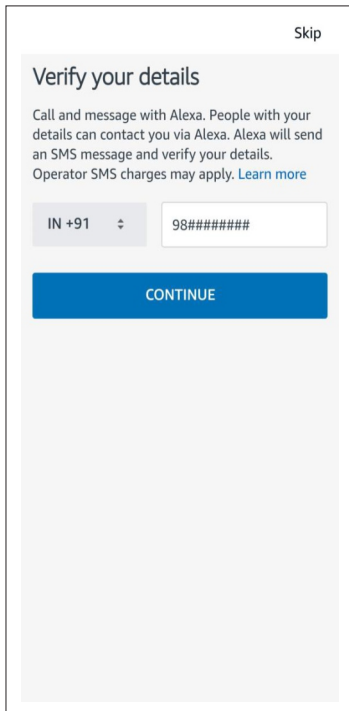 Skip
Verify your details
Call and message with Alexa. People with your
details can contact you via Alexa. Alexa will send
an SMS message and verify your details.
Operator SMS charges may apply. Learn more
IN +91 98########
CONTINUE